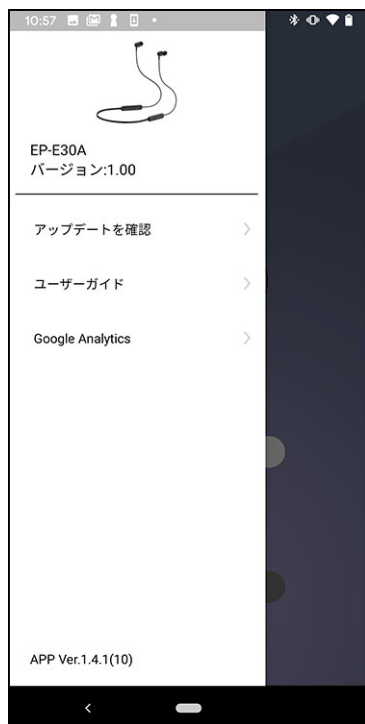 10:57
EP-E30A
バージョン:1.00
アップデートを確認
ユーザーガイド
Google Analytics
APP Ver.1.4.1(10)